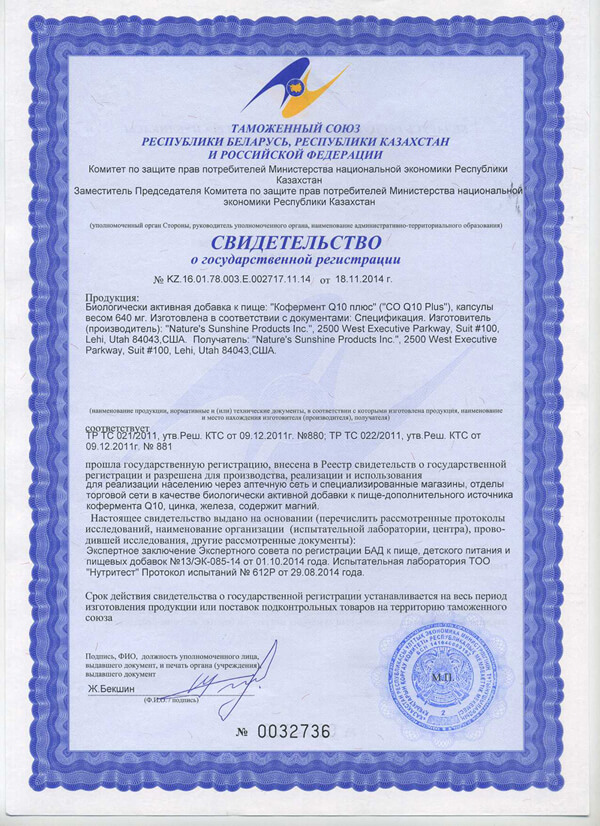 ТАМОЖЕННЫЙ СОЮЗ
РЕСПУБЛИКИ БЕЛАРУСЬ, РЕСПУБЛИКИ КАЗАХСТАН
И РОССИЙСКОЙ ФЕДЕРАЦИИ
Комитет по защите прав потребителей Министерства национальной экономики Республики
Казахстан
Заместитель Председателя Комитета по защите прав потребителей Министерства национальной
экономики Республики Казахстан
(уполномоченный орган Стороны, руководитель уполномоченного органа, наименование административно-территориального образования)
СВИДЕТЕЛЬСТВО
о государственной регистрации
№ KZ.16.01.78.003.E.002717.11.14 от 18.11.2014 г.
Продукция:
Биологически активная добавка к пище: "Кофермент Q10 плюс" ("CO Q10 Plus"), капсулы
весом 640 мг. Изготовлена в соответствии с документами: Спецификация. Изготовитель
(производитель): "Nature's Sunshine Products Inc.", 2500 West Executive Parkway, Suit #100,
Lehi, Utah 84043,США. Получатель: "Nature's Sunshine Products Inc.", 2500 West Executive
Parkway, Suit #100, Lehi, Utah 84043,США.
(наименование продукции, нормативные и (или) технические документы, в соответствии с которыми изготовлена продукция, наименование
и место нахождения изготовителя (производителя), получателя)
соответствует
ТР ТС 021/2011, утв.Реш. КТС от 09.12.2011г. №880; ТР ТС 022/2011, утв.Реш. КТС от
09.12.2011г. № 881
прошла государственную регистрацию, внесена в Реестр свидетельств о государственной
регистрации и разрешена для производства, реализации и использования
для реализации населению через аптечную сеть и специализированные магазины, отделы
торговой сети в качестве биологически активной добавки к пище-дополнительного источника
кофермента Q10, цинка, железа, содержит магний.
Настоящее свидетельство выдано на основании (перечислить рассмотренные протоколы
исследований, наименование организации (испытательной лаборатории, центра), прово-
дившей исследования, другие рассмотренные документы):
Экспертное заключение Экспертного совета по регистрации БАД к пище, детского питания и
пищевых добавок №13/ЭК-085-14 от 01.10.2014 года. Испытательная лаборатория ТОО
"Нутритест" Протокол испытаний № 612Р от 29.08.2014 года.
Срок действия свидетельства о государственной регистрации устанавливается на весь период
изготовления продукции или поставок подконтрольных товаров на территорию таможенного
союза
Подпись, ФИО, должность уполномоченного лица,
выдавшего документ, и печать органа (учреждения),
выдавшего документ
Ж.Бекшин
(Ф.И.О./ подпись)
М.П.
№ 0032736